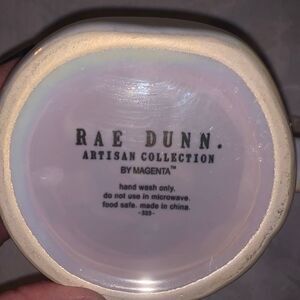 RAE DUNN.
ARTISAN COLLECTION
BY MAGENTA™
hand wash only.
do not use in microwave.
food safe. made in china.
-333-